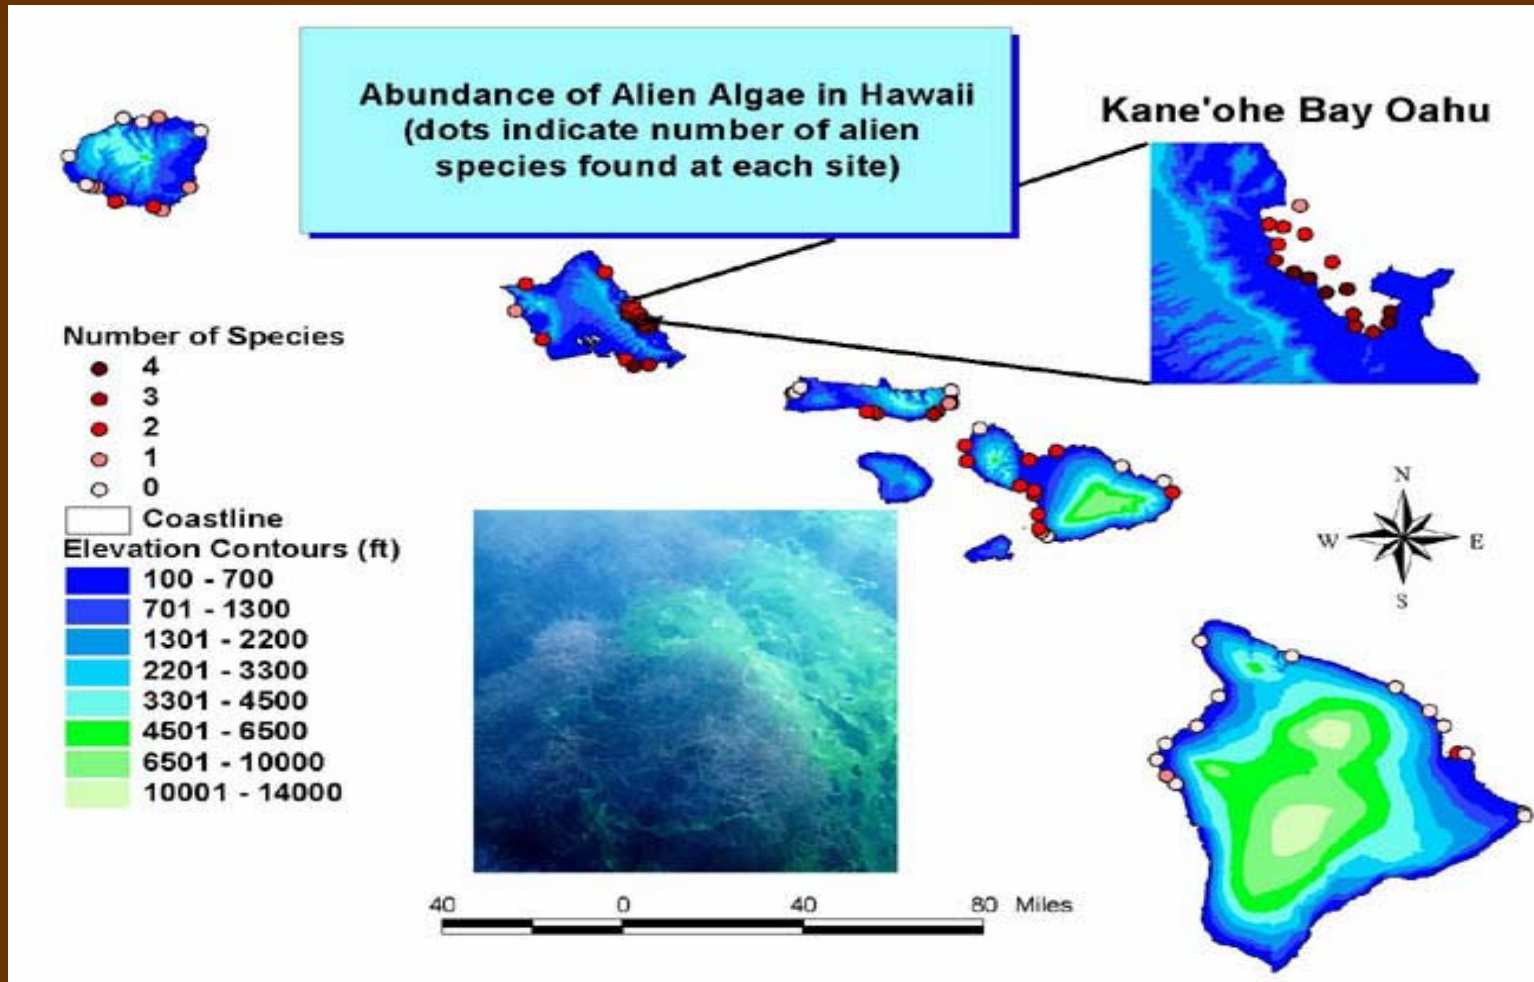 Abundance of Alien Algae in Hawaii
(dots indicate number of alien
species found at each site)
Kane'ohe Bay Oahu
Number of Species
4
3
2
1
0
Coastline
Elevation Contours (ft)
100 - 700
701 - 1300
1301 - 2200
2201 - 3300
3301 - 4500
4501 - 6500
6501 - 10000
10001 - 14000
N
W E
S
40 0 40 80 Miles